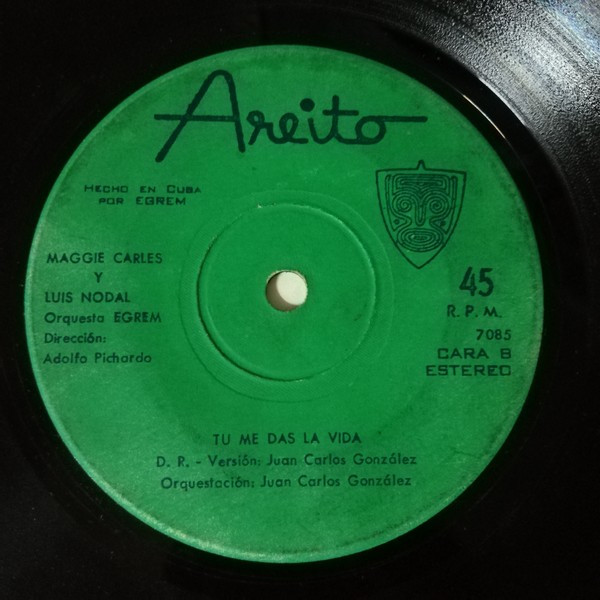 Areito
HECHO EN CUBA
POR EGREM
MAGGIE CARLES
Y
LUIS NODAL
Orquesta EGREM
Dirección:
Adolfo Pichardo
45
R. P. M.
7085
CARA B
ESTEREO
TU ME DAS LA VIDA
D. R. - Versión: Juan Carlos González
Orquestación: Juan Carlos González